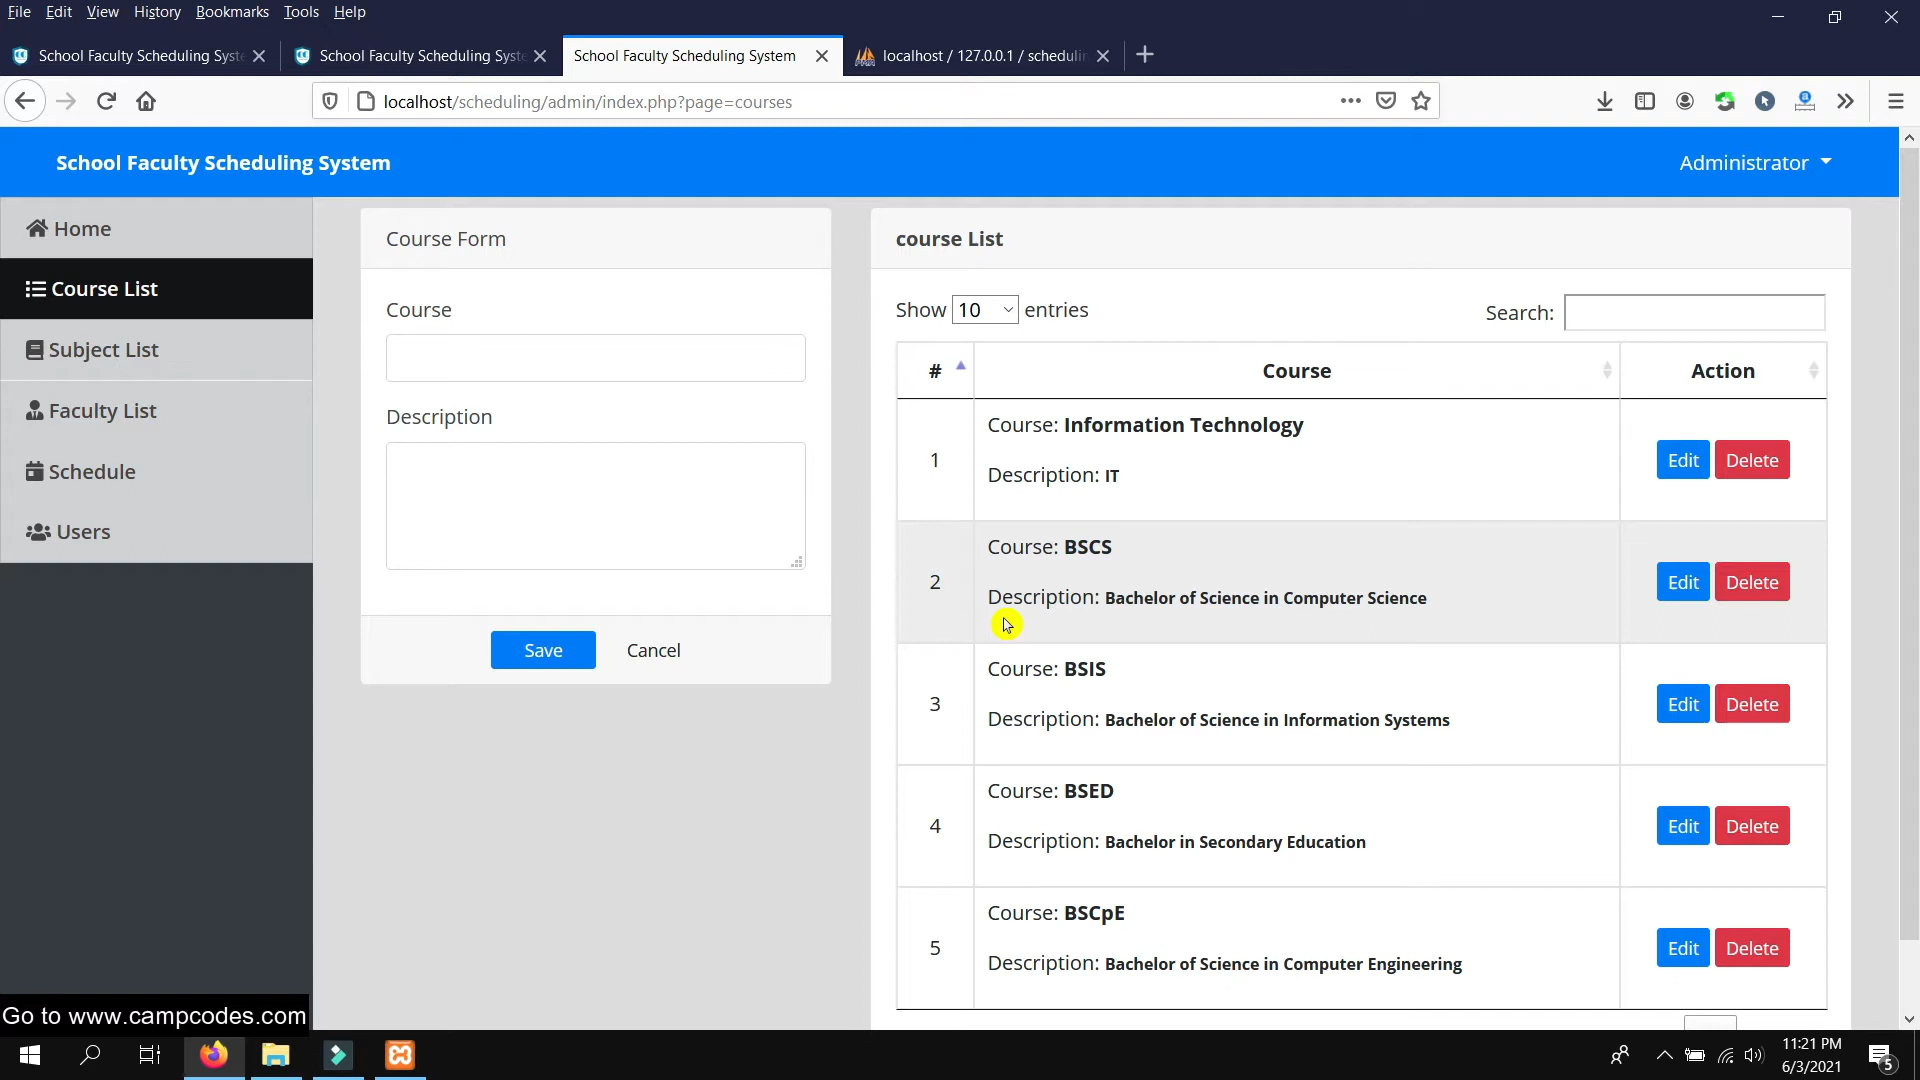 File Edit View History Bookmarks Tools Help
School Faculty Scheduling Syste
School Faculty Scheduling Syste
School Faculty Scheduling System
localhost / 127.0.0.1 / schedulin
localhost/scheduling/admin/index.php?page=courses
School Faculty Scheduling System
Administrator
Home
Course List
Subject List
Faculty List
Schedule
Users
Course Form
Course
Description
Save Cancel
course List
Show 10 entries
Search:
# Course Action
1
Course: Information Technology
Description: IT
Edit Delete
2
Course: BSCS
Description: Bachelor of Science in Computer Science
Edit Delete
3
Course: BSIS
Description: Bachelor of Science in Information Systems
Edit Delete
4
Course: BSED
Description: Bachelor in Secondary Education
Edit Delete
5
Course: BSCpE
Description: Bachelor of Science in Computer Engineering
Edit Delete
Go to www.campcodes.com
11:21 PM
6/3/2021
5